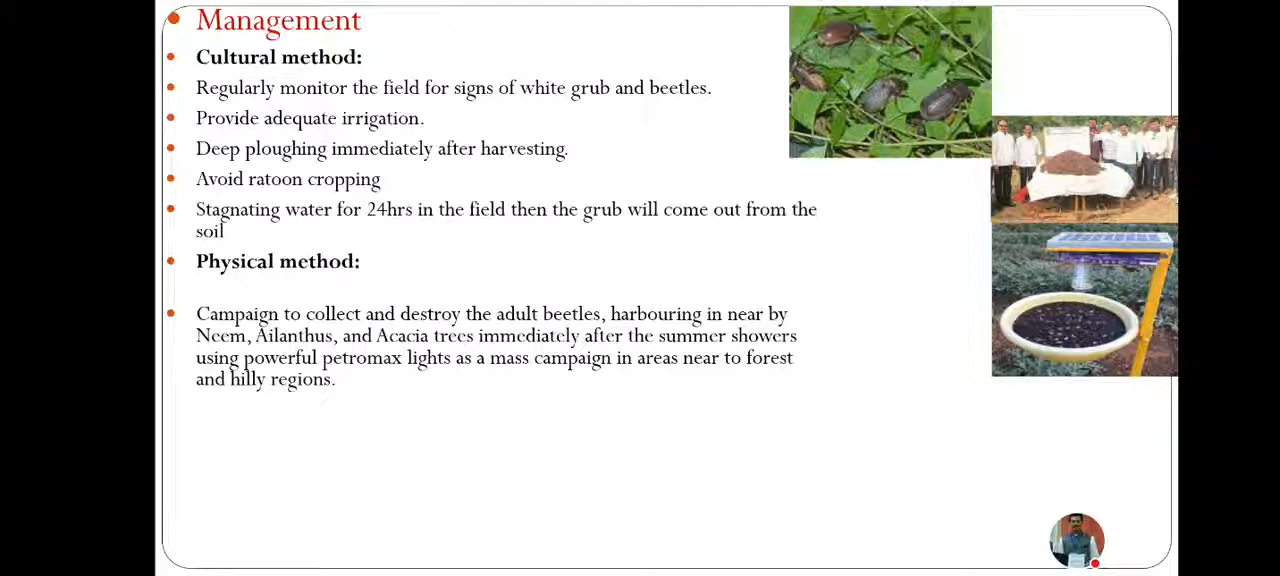 Management
Cultural method:
Regularly monitor the field for signs of white grub and beetles.
Provide adequate irrigation.
Deep ploughing immediately after harvesting.
Avoid ratoon cropping
Stagnating water for 24hrs in the field then the grub will come out from the
soil
Physical method:
Campaign to collect and destroy the adult beetles, harbouring in near by
Neem, Ailanthus, and Acacia trees immediately after the summer showers
using powerful petromax lights as a mass campaign in areas near to forest
and hilly regions.